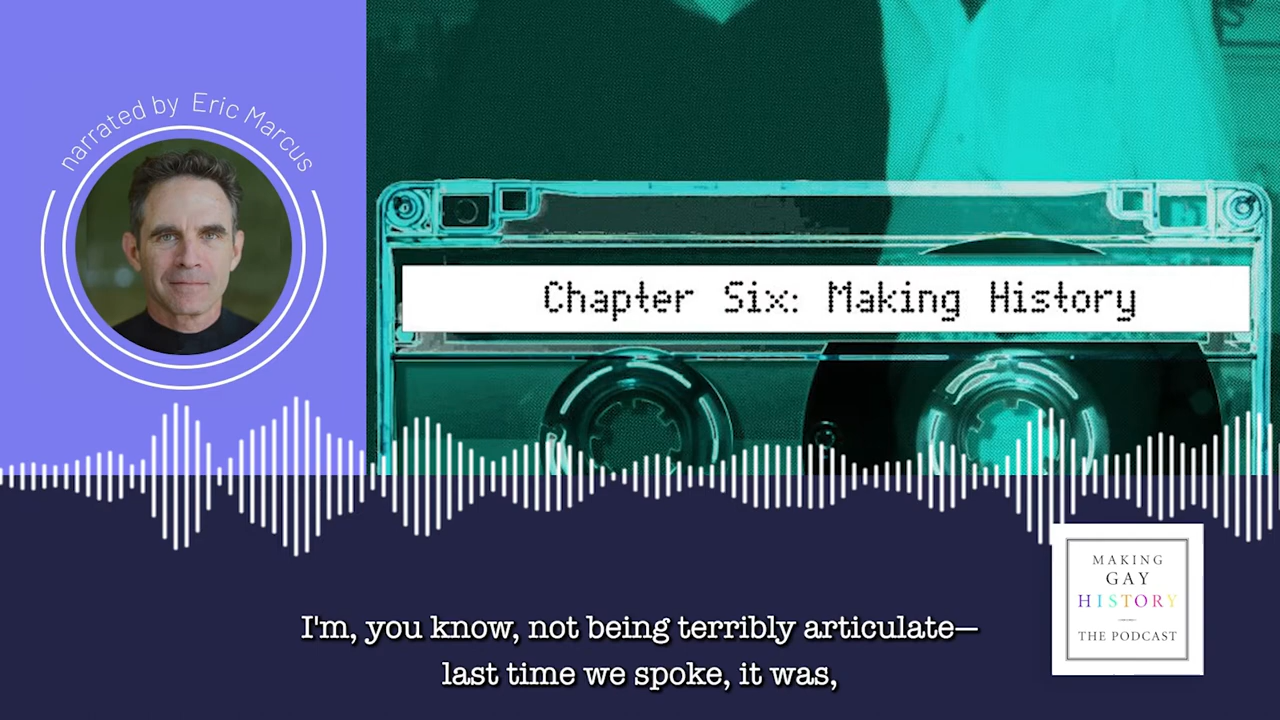 narrated by Eric Marcus
Chapter Six: Making History
I'm, you know, not being terribly articulate—
last time we spoke, it was,
MAKING
GAY
HISTORY
THE PODCAST